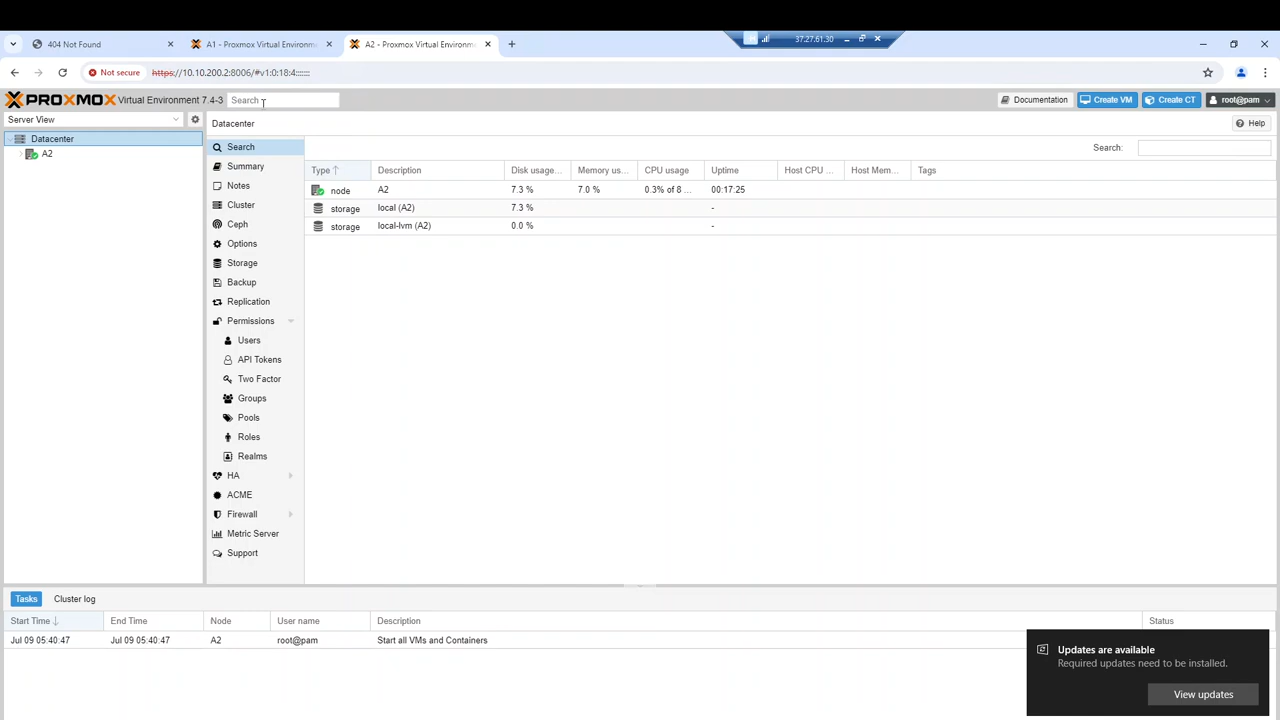 404 Not Found
A1 - Proxmox Virtual Environm
A2 - Proxmox Virtual Environm
37.27.61.30
Not secure
https://10.10.200.2:8006/#v1:0:18:4:::::::
PROXMOX Virtual Environment 7.4-3
Search
Documentation
Create VM
Create CT
root@pam
Server View
Datacenter
Help
Datacenter
A2
Search
Summary
Notes
Cluster
Ceph
Options
Storage
Backup
Replication
Permissions
Users
API Tokens
Two Factor
Groups
Pools
Roles
Realms
HA
ACME
Firewall
Metric Server
Support
Search:
Type Description Disk usage... Memory us... CPU usage Uptime Host CPU ... Host Mem... Tags
node A2 7.3 % 7.0 % 0.3% of 8 ... 00:17:25
storage local (A2) 7.3 % -
storage local-lvm (A2) 0.0 % -
Tasks Cluster log
Start Time End Time Node User name Description Status
Jul 09 05:40:47 Jul 09 05:40:47 A2 root@pam Start all VMs and Containers
Updates are available
Required updates need to be installed.
View updates